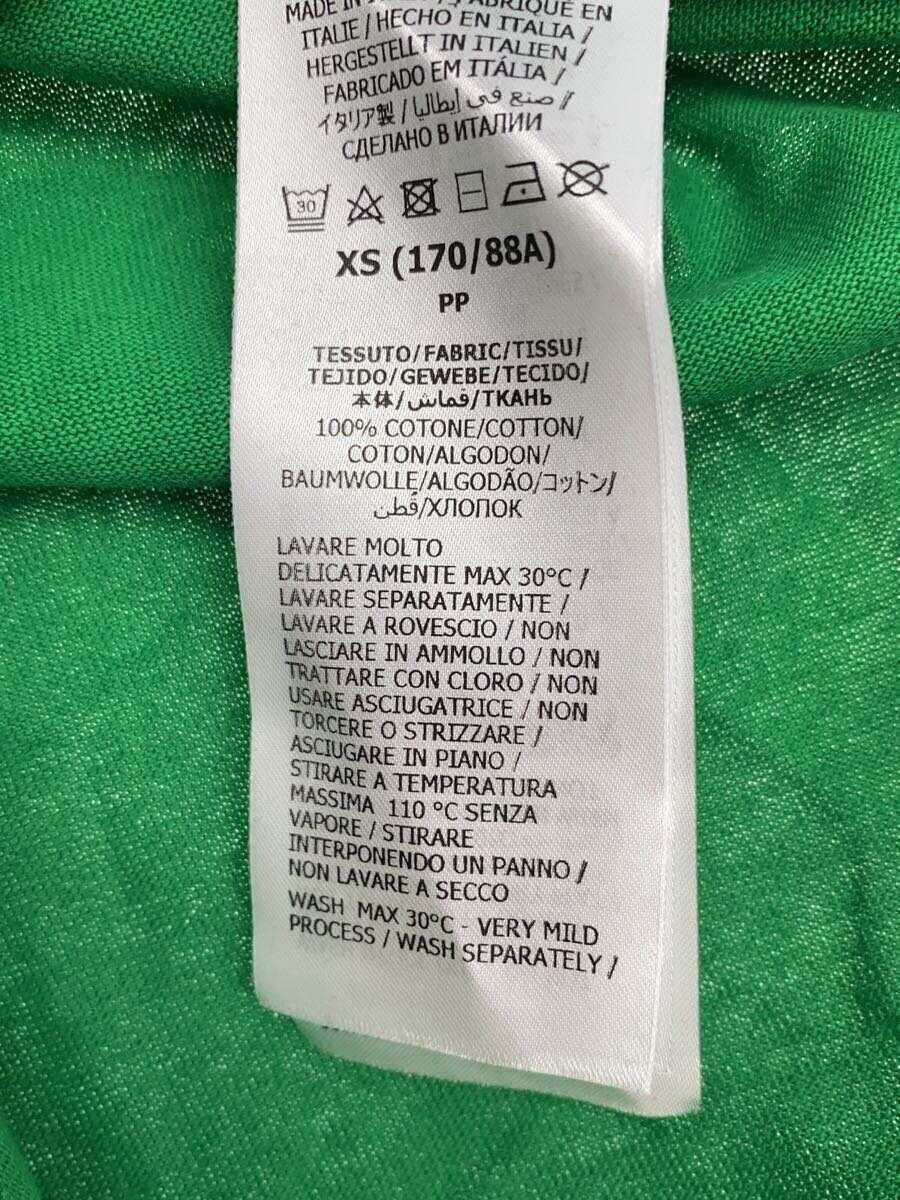 MADE IN ITALY / FABRIQUÉ EN
ITALIE / HECHO EN ITALIA /
HERGESTELLT IN ITALIEN /
FABRICADO EM ITÁLIA /
イタリア製 / صنع في إيطاليا /
СДЕЛАНО В ИТАЛИИ
30
XS (170/88A)
PP
TESSUTO/FABRIC/TISSU/
TEJIDO/GEWEBE/TECIDO/
本体/قماش/ТКАНЬ
100% COTONE/COTTON/
COTON/ALGODON/
BAUMWOLLE/ALGODÃO/コットン/
قطن/ХЛОПОК
LAVARE MOLTO
DELICATAMENTE MAX 30°C /
LAVARE SEPARATAMENTE /
LAVARE A ROVESCIO / NON
LASCIARE IN AMMOLLO / NON
TRATTARE CON CLORO / NON
USARE ASCIUGATRICE / NON
TORCERE O STRIZZARE /
ASCIUGARE IN PIANO /
STIRARE A TEMPERATURA
MASSIMA 110 °C SENZA
VAPORE / STIRARE
INTERPONENDO UN PANNO /
NON LAVARE A SECCO
WASH MAX 30°C - VERY MILD
PROCESS / WASH SEPARATELY /